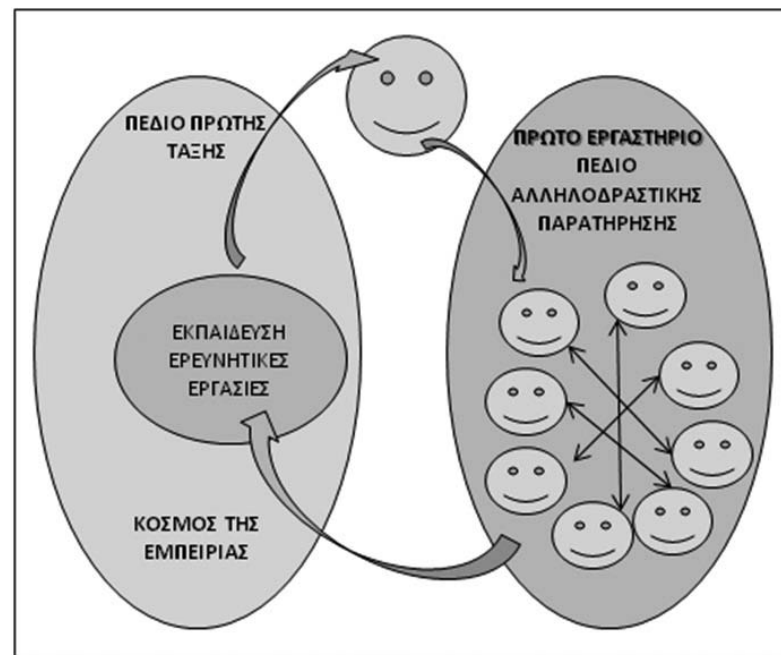 ΠΕΔΙΟ ΠΡΩΤΗΣ
ΤΑΞΗΣ
ΕΚΠΑΙΔΕΥΣΗ
ΕΡΕΥΝΗΤΙΚΕΣ
ΕΡΓΑΣΙΕΣ
ΚΟΣΜΟΣ ΤΗΣ
ΕΜΠΕΙΡΙΑΣ
ΠΡΩΤΟ ΕΡΓΑΣΤΗΡΙΟ
ΠΕΔΙΟ
ΑΛΛΗΛΟΔΡΑΣΤΙΚΗΣ
ΠΑΡΑΤΗΡΗΣΗΣ